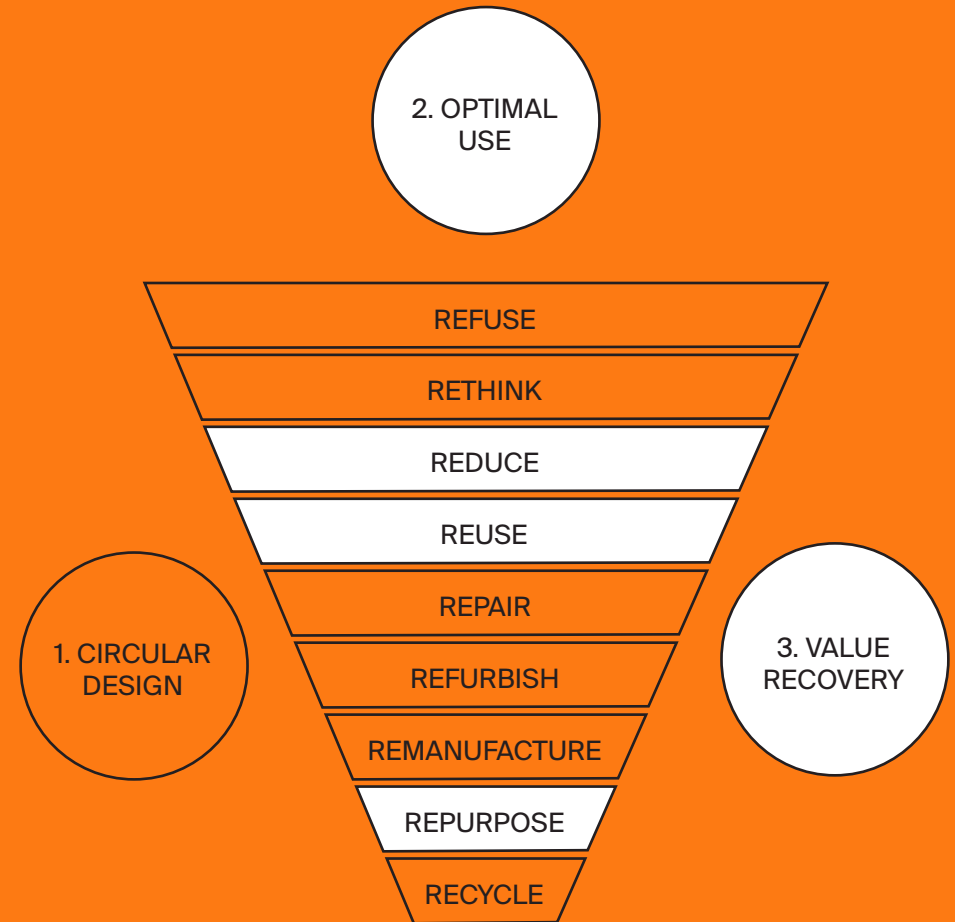 2. OPTIMAL
USE
REFUSE
RETHINK
REDUCE
REUSE
REPAIR
REFURBISH
REMANUFACTURE
REPURPOSE
RECYCLE
1. CIRCULAR
DESIGN
3. VALUE
RECOVERY